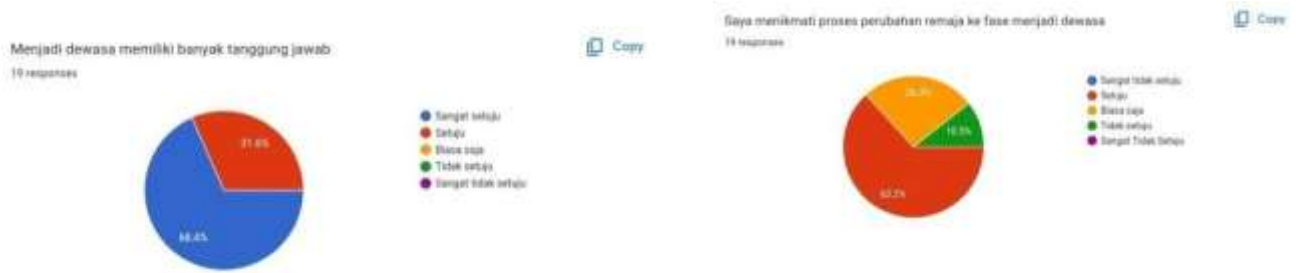 Menjadi dewasa memiliki banyak tanggung jawab
Copy
19 responses
Sangat setuju
Setuju
Biasa saja
Tidak setuju
Sangat tidak setuju
31.6%
68.4%
Saya menikmati proses perubahan remaja ke fase menjadi dewasa
Copy
19 responses
Sangat tidak setuju
Setuju
Biasa saja
Tidak setuju
Sangat Tidak Setuju
26.3%
10.5%
63.2%